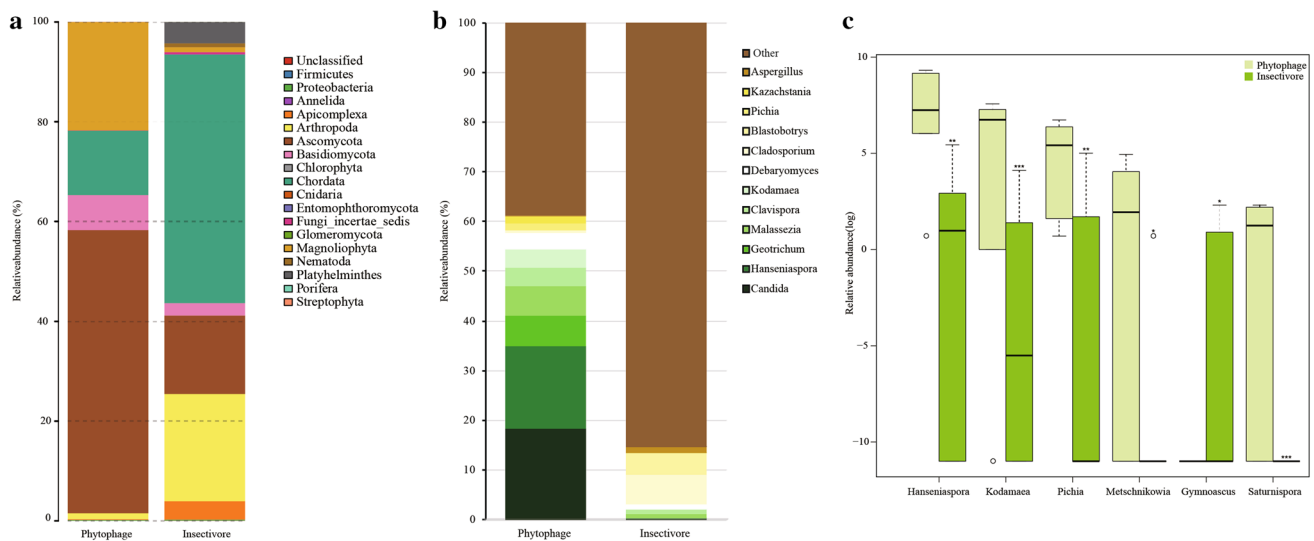 a
100
80
60
40
20
0
Relativeabundance (%)
Phytophage
Insectivore
Unclassified
Firmicutes
Proteobacteria
Annelida
Apicomplexa
Arthropoda
Ascomycota
Basidiomycota
Chlorophyta
Chordata
Cnidaria
Entomophthoromycota
Fungi_incertae_sedis
Glomeromycota
Magnoliophyta
Nematoda
Platyhelminthes
Porifera
Streptophyta
b
100
90
80
70
60
50
40
30
20
10
0
Relativeabundance (%)
Phytophage
Insectivore
Other
Aspergillus
Kazachstania
Pichia
Blastobotrys
Cladosporium
Debaryomyces
Kodamaea
Clavispora
Malassezia
Geotrichum
Hanseniaspora
Candida
c
10
5
0
−5
−10
Relative abundance(log)
Phytophage
Insectivore
**
***
**
*
*
***
Hanseniaspora
Kodamaea
Pichia
Metschnikowia
Gymnoascus
Saturnispora